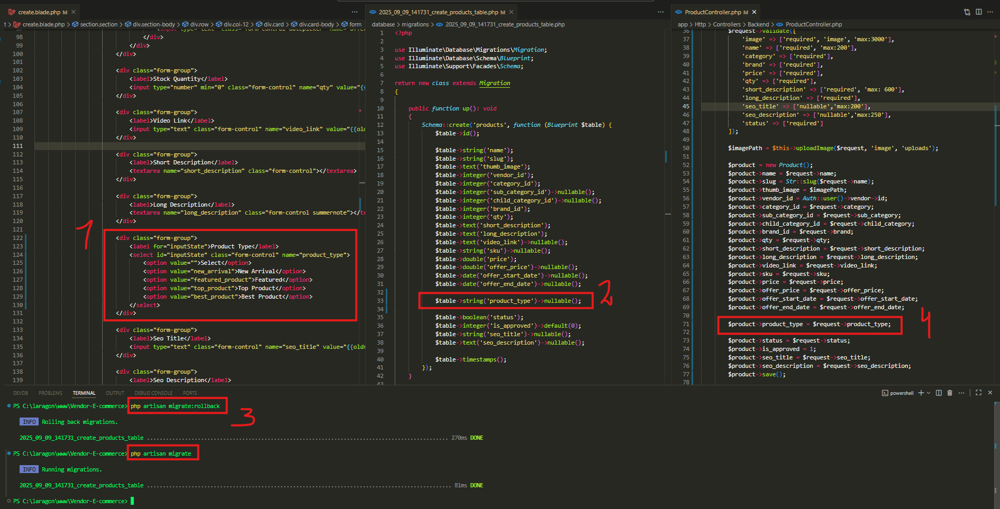 create.blade.php M
t > create.blade.php > section.section > div.section-body > div.row > div.col-12 > div.card > div.card-body > form
98 </div>
99 </div>
100 </div>
101
102 <div class="form-group">
103 <label>Stock Quantity</label>
104 <input type="number" min="0" class="form-control" name="qty" value="{{
105 </div>
106
107 <div class="form-group">
108 <label>Video Link</label>
109 <input type="text" class="form-control" name="video_link" value="{{old
110 </div>
111
112 <div class="form-group">
113 <label>Short Description</label>
114 <textarea name="short_description" class="form-control"></textarea>
115 </div>
116
117 <div class="form-group">
118 <label>Long Description</label>
119 <textarea name="long_description" class="form-control summernote"></te
120 </div>
121
1
122 <div class="form-group">
123 <label for="inputState">Product Type</label>
124 <select id="inputState" class="form-control" name="product_type">
125 <option value="">Select</option>
126 <option value="new_arrival">New Arrival</option>
127 <option value="featured_product">Featured</option>
128 <option value="top_product">Top Product</option>
129 <option value="best_product">Best Product</option>
130 </select>
131 </div>
132
133 <div class="form-group">
134 <label>Seo Title</label>
135 <input type="text" class="form-control" name="seo_title" value="{{old(
136 </div>
137
138 <div class="form-group">
139 <label>Seo Description</label>
2025_09_09_141731_create_products_table.php M
database > migrations > 2025_09_09_141731_create_products_table.php
1 <?php
2
3 use Illuminate\Database\Migrations\Migration;
4 use Illuminate\Database\Schema\Blueprint;
5 use Illuminate\Support\Facades\Schema;
6
7 return new class extends Migration
8 {
9
10 public function up(): void
11 {
12 Schema::create('products', function (Blueprint $table) {
13 $table->id();
14
15 $table->string('name');
16 $table->string('slug');
17 $table->text('thumb_image');
18 $table->integer('vendor_id');
19 $table->integer('category_id');
20 $table->integer('sub_category_id')->nullable();
21 $table->integer('child_category_id')->nullable();
22 $table->integer('brand_id');
23 $table->integer('qty');
24 $table->text('short_description');
25 $table->text('long_description');
26 $table->text('video_link')->nullable();
27 $table->string('sku')->nullable();
28 $table->double('price');
29 $table->double('offer_price')->nullable();
30 $table->date('offer_start_date')->nullable();
31 $table->date('offer_end_date')->nullable();
32
33 $table->string('product_type')->nullable();
2
34
35 $table->boolean('status');
36 $table->integer('is_approved')->default(0);
37 $table->string('seo_title')->nullable();
38 $table->text('seo_description')->nullable();
39
40 $table->timestamps();
41 });
42 }
43
ProductController.php M
app > Http > Controllers > Backend > ProductController.php
36 $request->validate([
37 'image' => ['required', 'image', 'max:3000'],
38 'name' => ['required', 'max:200'],
39 'category' => ['required'],
40 'brand' => ['required'],
41 'price' => ['required'],
42 'qty' => ['required'],
43 'short_description' => ['required', 'max: 600'],
44 'long_description' => ['required'],
45 'seo_title' => ['nullable','max:200'],
46 'seo_description' => ['nullable','max:250'],
47 'status' => ['required']
48 ]);
49
50 $imagePath = $this->uploadImage($request, 'image', 'uploads');
51
52 $product = new Product();
53 $product->name = $request->name;
54 $product->slug = Str::slug($request->name);
55 $product->thumb_image = $imagePath;
56 $product->vendor_id = Auth::user()->vendor->id;
57 $product->category_id = $request->category;
58 $product->sub_category_id = $request->sub_category;
59 $product->child_category_id = $request->child_category;
60 $product->brand_id = $request->brand;
61 $product->qty = $request->qty;
62 $product->short_description = $request->short_description;
63 $product->long_description = $request->long_description;
64 $product->video_link = $request->video_link;
65 $product->sku = $request->sku;
66 $product->price = $request->price;
67 $product->offer_price = $request->offer_price;
68 $product->offer_start_date = $request->offer_start_date;
69 $product->offer_end_date = $request->offer_end_date;
70
71 $product->product_type = $request->product_type;
4
72
73 $product->status = $request->status;
74 $product->is_approved = 1;
75 $product->seo_title = $request->seo_title;
76 $product->seo_description = $request->seo_description;
77 $product->save();
78
DEVDB PROBLEMS TERMINAL OUTPUT DEBUG CONSOLE PORTS
powershell
PS C:\laragon\www\Vendor-E-commerce> php artisan migrate:rollback
3
INFO Rolling back migrations.
2025_09_09_141731_create_products_table ........ 270ms DONE
PS C:\laragon\www\Vendor-E-commerce> php artisan migrate
INFO Running migrations.
2025_09_09_141731_create_products_table ........ 81ms DONE
PS C:\laragon\www\Vendor-E-commerce>